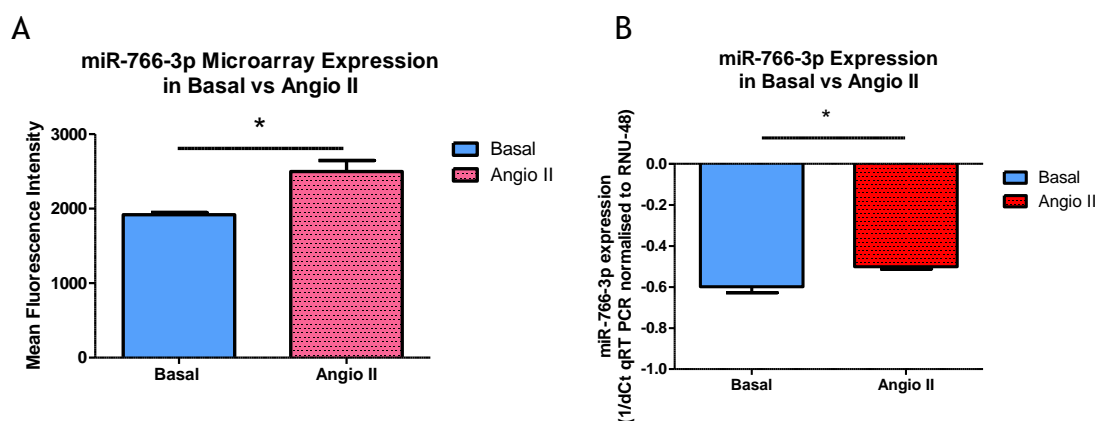 A
miR-766-3p Microarray Expression
in Basal vs Angio II
*
Mean Fluorescence Intensity
3000
2000
1000
0
Basal
Angio II
Basal
Angio II
B
miR-766-3p Expression
in Basal vs Angio II
*
miR-766-3p expression
(1/dCt qRT PCR normalised to RNU-48)
0.0
-0.2
-0.4
-0.6
-0.8
-1.0
Basal
Angio II
Basal
Angio II